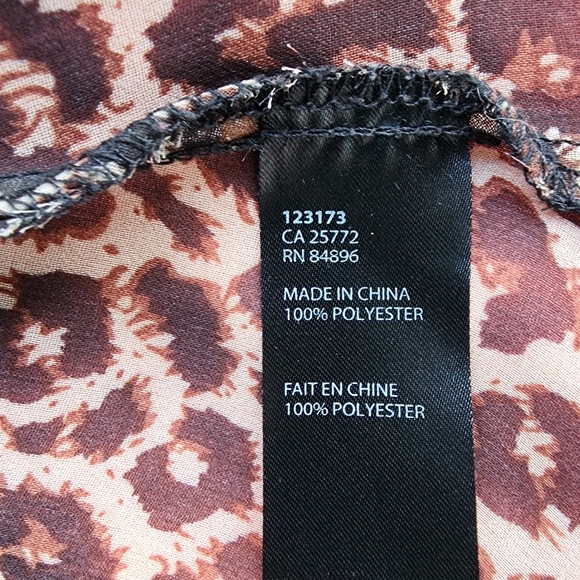 123173
CA 25772
RN 84896
MADE IN CHINA
100% POLYESTER
FAIT EN CHINE
100% POLYESTER